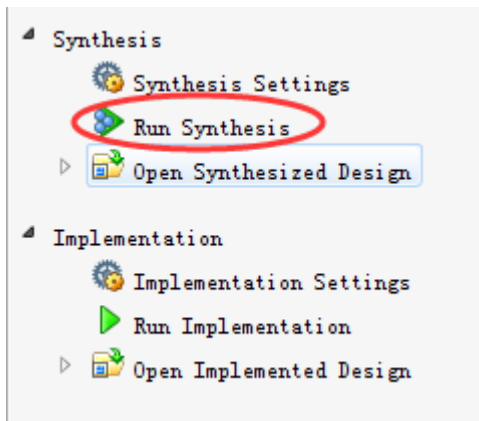 Synthesis
Synthesis Settings
Run Synthesis
Open Synthesized Design
Implementation
Implementation Settings
Run Implementation
Open Implemented Design